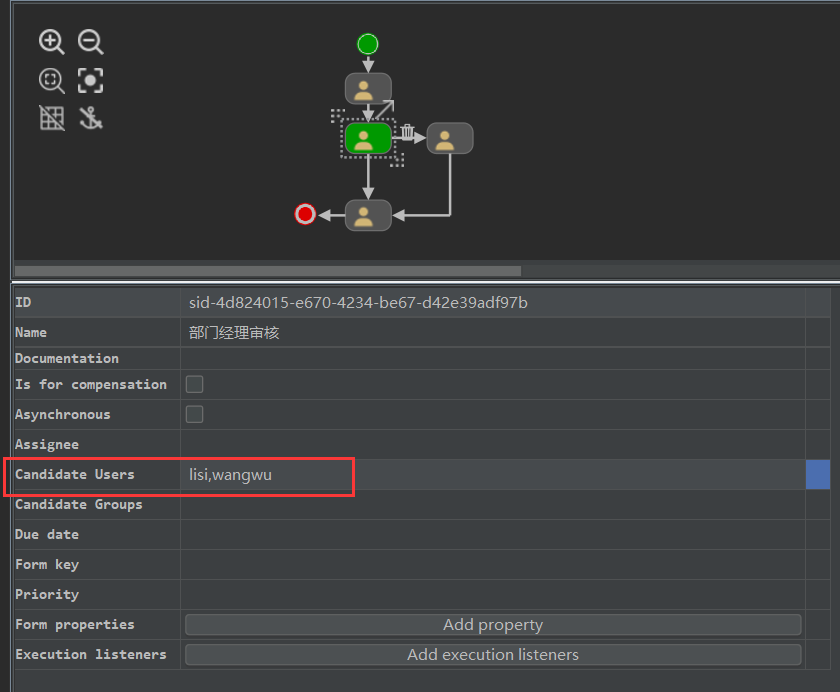 ID sid-4d824015-e670-4234-be67-d42e39adf97b
Name 部门经理审核
Documentation
Is for compensation
Asynchronous
Assignee
Candidate Users lisi,wangwu
Candidate Groups
Due date
Form key
Priority
Form properties Add property
Execution listeners Add execution listeners